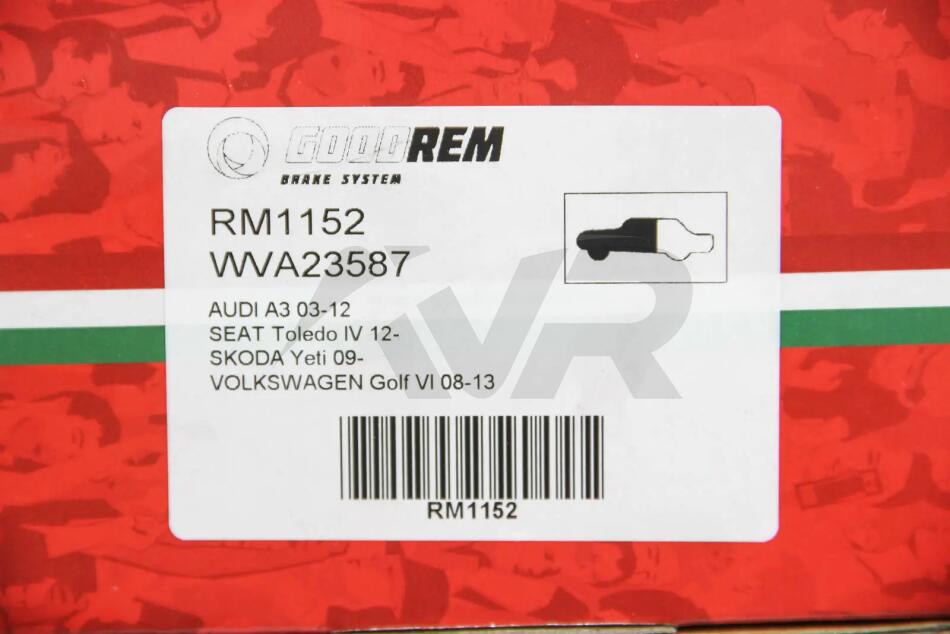 GOODREM
BRAKE SYSTEM
RM1152
WVA23587
AUDI A3 03-12
SEAT Toledo IV 12-
SKODA Yeti 09-
VOLKSWAGEN Golf VI 08-13
VR
RM1152